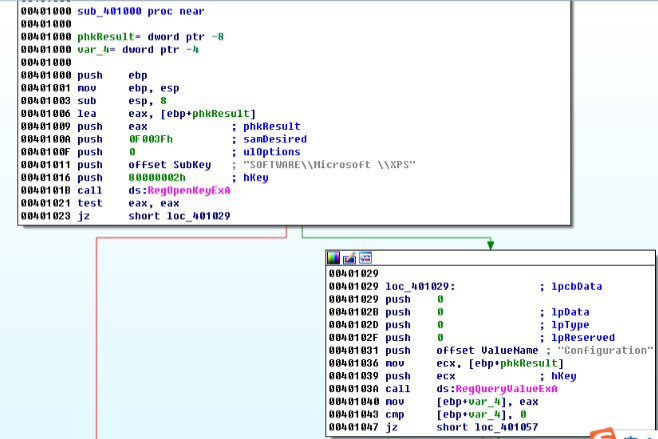 00401000 sub_401000 proc near
00401000
00401000 phkResult= dword ptr -8
00401000 var_4= dword ptr -4
00401000
00401000 push ebp
00401001 mov ebp, esp
00401003 sub esp, 8
00401006 lea eax, [ebp+phkResult]
00401009 push eax ; phkResult
0040100A push 0F003Fh ; samDesired
0040100F push 0 ; ulOptions
00401011 push offset SubKey ; "SOFTWARE\\Microsoft \\XPS"
00401016 push 80000002h ; hKey
0040101B call ds:RegOpenKeyExA
00401021 test eax, eax
00401023 jz short loc_401029
00401029
00401029 loc_401029: ; lpcbData
00401029 push 0
0040102B push 0 ; lpData
0040102D push 0 ; lpType
0040102F push 0 ; lpReserved
00401031 push offset ValueName ; "Configuration"
00401036 mov ecx, [ebp+phkResult]
00401039 push ecx ; hKey
0040103A call ds:RegQueryValueExA
00401040 mov [ebp+var_4], eax
00401043 cmp [ebp+var_4], 0
00401047 jz short loc_401057